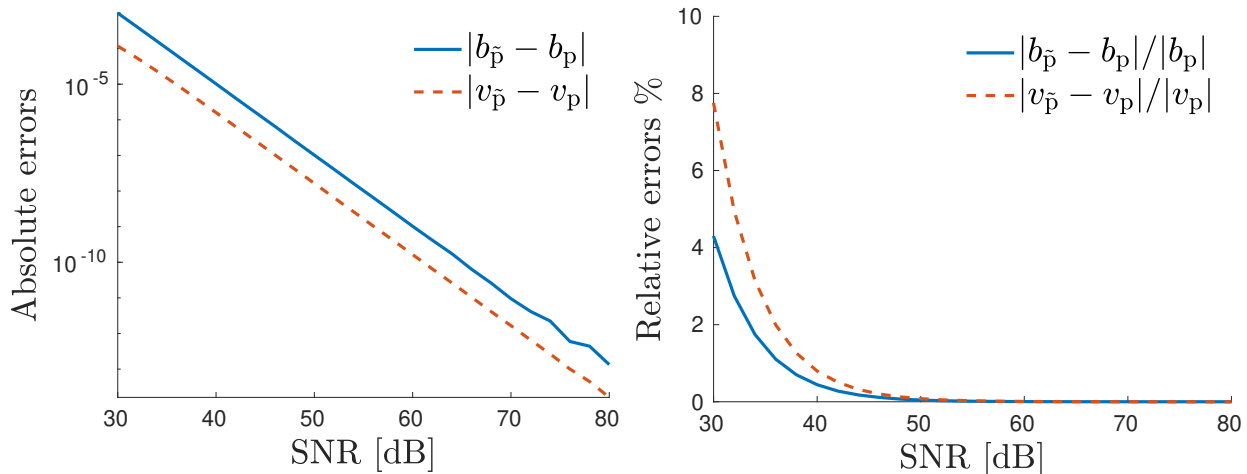 |b_p̃ − b_p|
|v_p̃ − v_p|
10^-5
10^-10
Absolute errors
30 40 50 60 70 80
SNR [dB]
|b_p̃ − b_p|/|b_p|
|v_p̃ − v_p|/|v_p|
10
8
6
4
2
0
Relative errors %
30 40 50 60 70 80
SNR [dB]